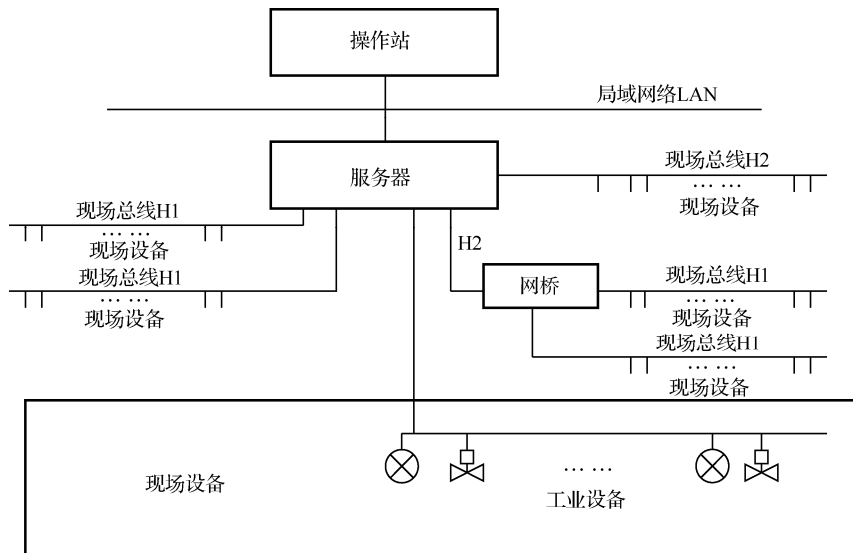 操作站
局域网络LAN
服务器
现场总线H2
… …
现场设备
现场总线H1
… …
现场设备
现场总线H1
… …
现场设备
H2
网桥
现场总线H1
… …
现场设备
现场总线H1
… …
现场设备
现场设备
… …
工业设备